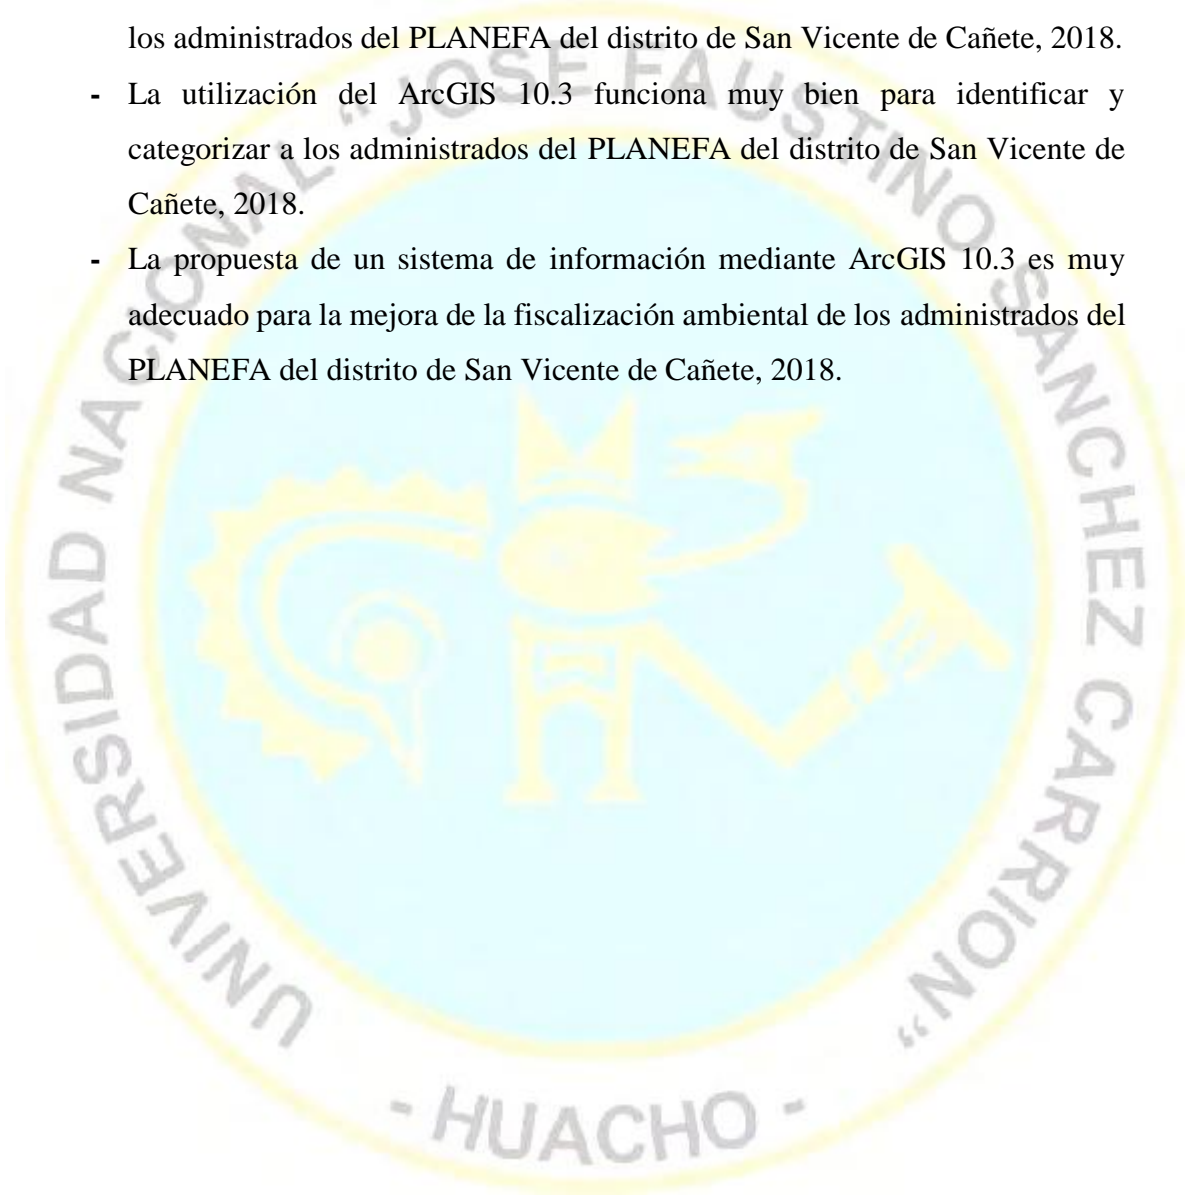 los administrados del PLANEFA del distrito de San Vicente de Cañete, 2018.
- La utilización del ArcGIS 10.3 funciona muy bien para identificar y
categorizar a los administrados del PLANEFA del distrito de San Vicente de
Cañete, 2018.
- La propuesta de un sistema de información mediante ArcGIS 10.3 es muy
adecuado para la mejora de la fiscalización ambiental de los administrados del
PLANEFA del distrito de San Vicente de Cañete, 2018.
UNIVERSIDAD NACIONAL "JOSE FAUSTINO SANCHEZ CARRION"
- HUACHO -